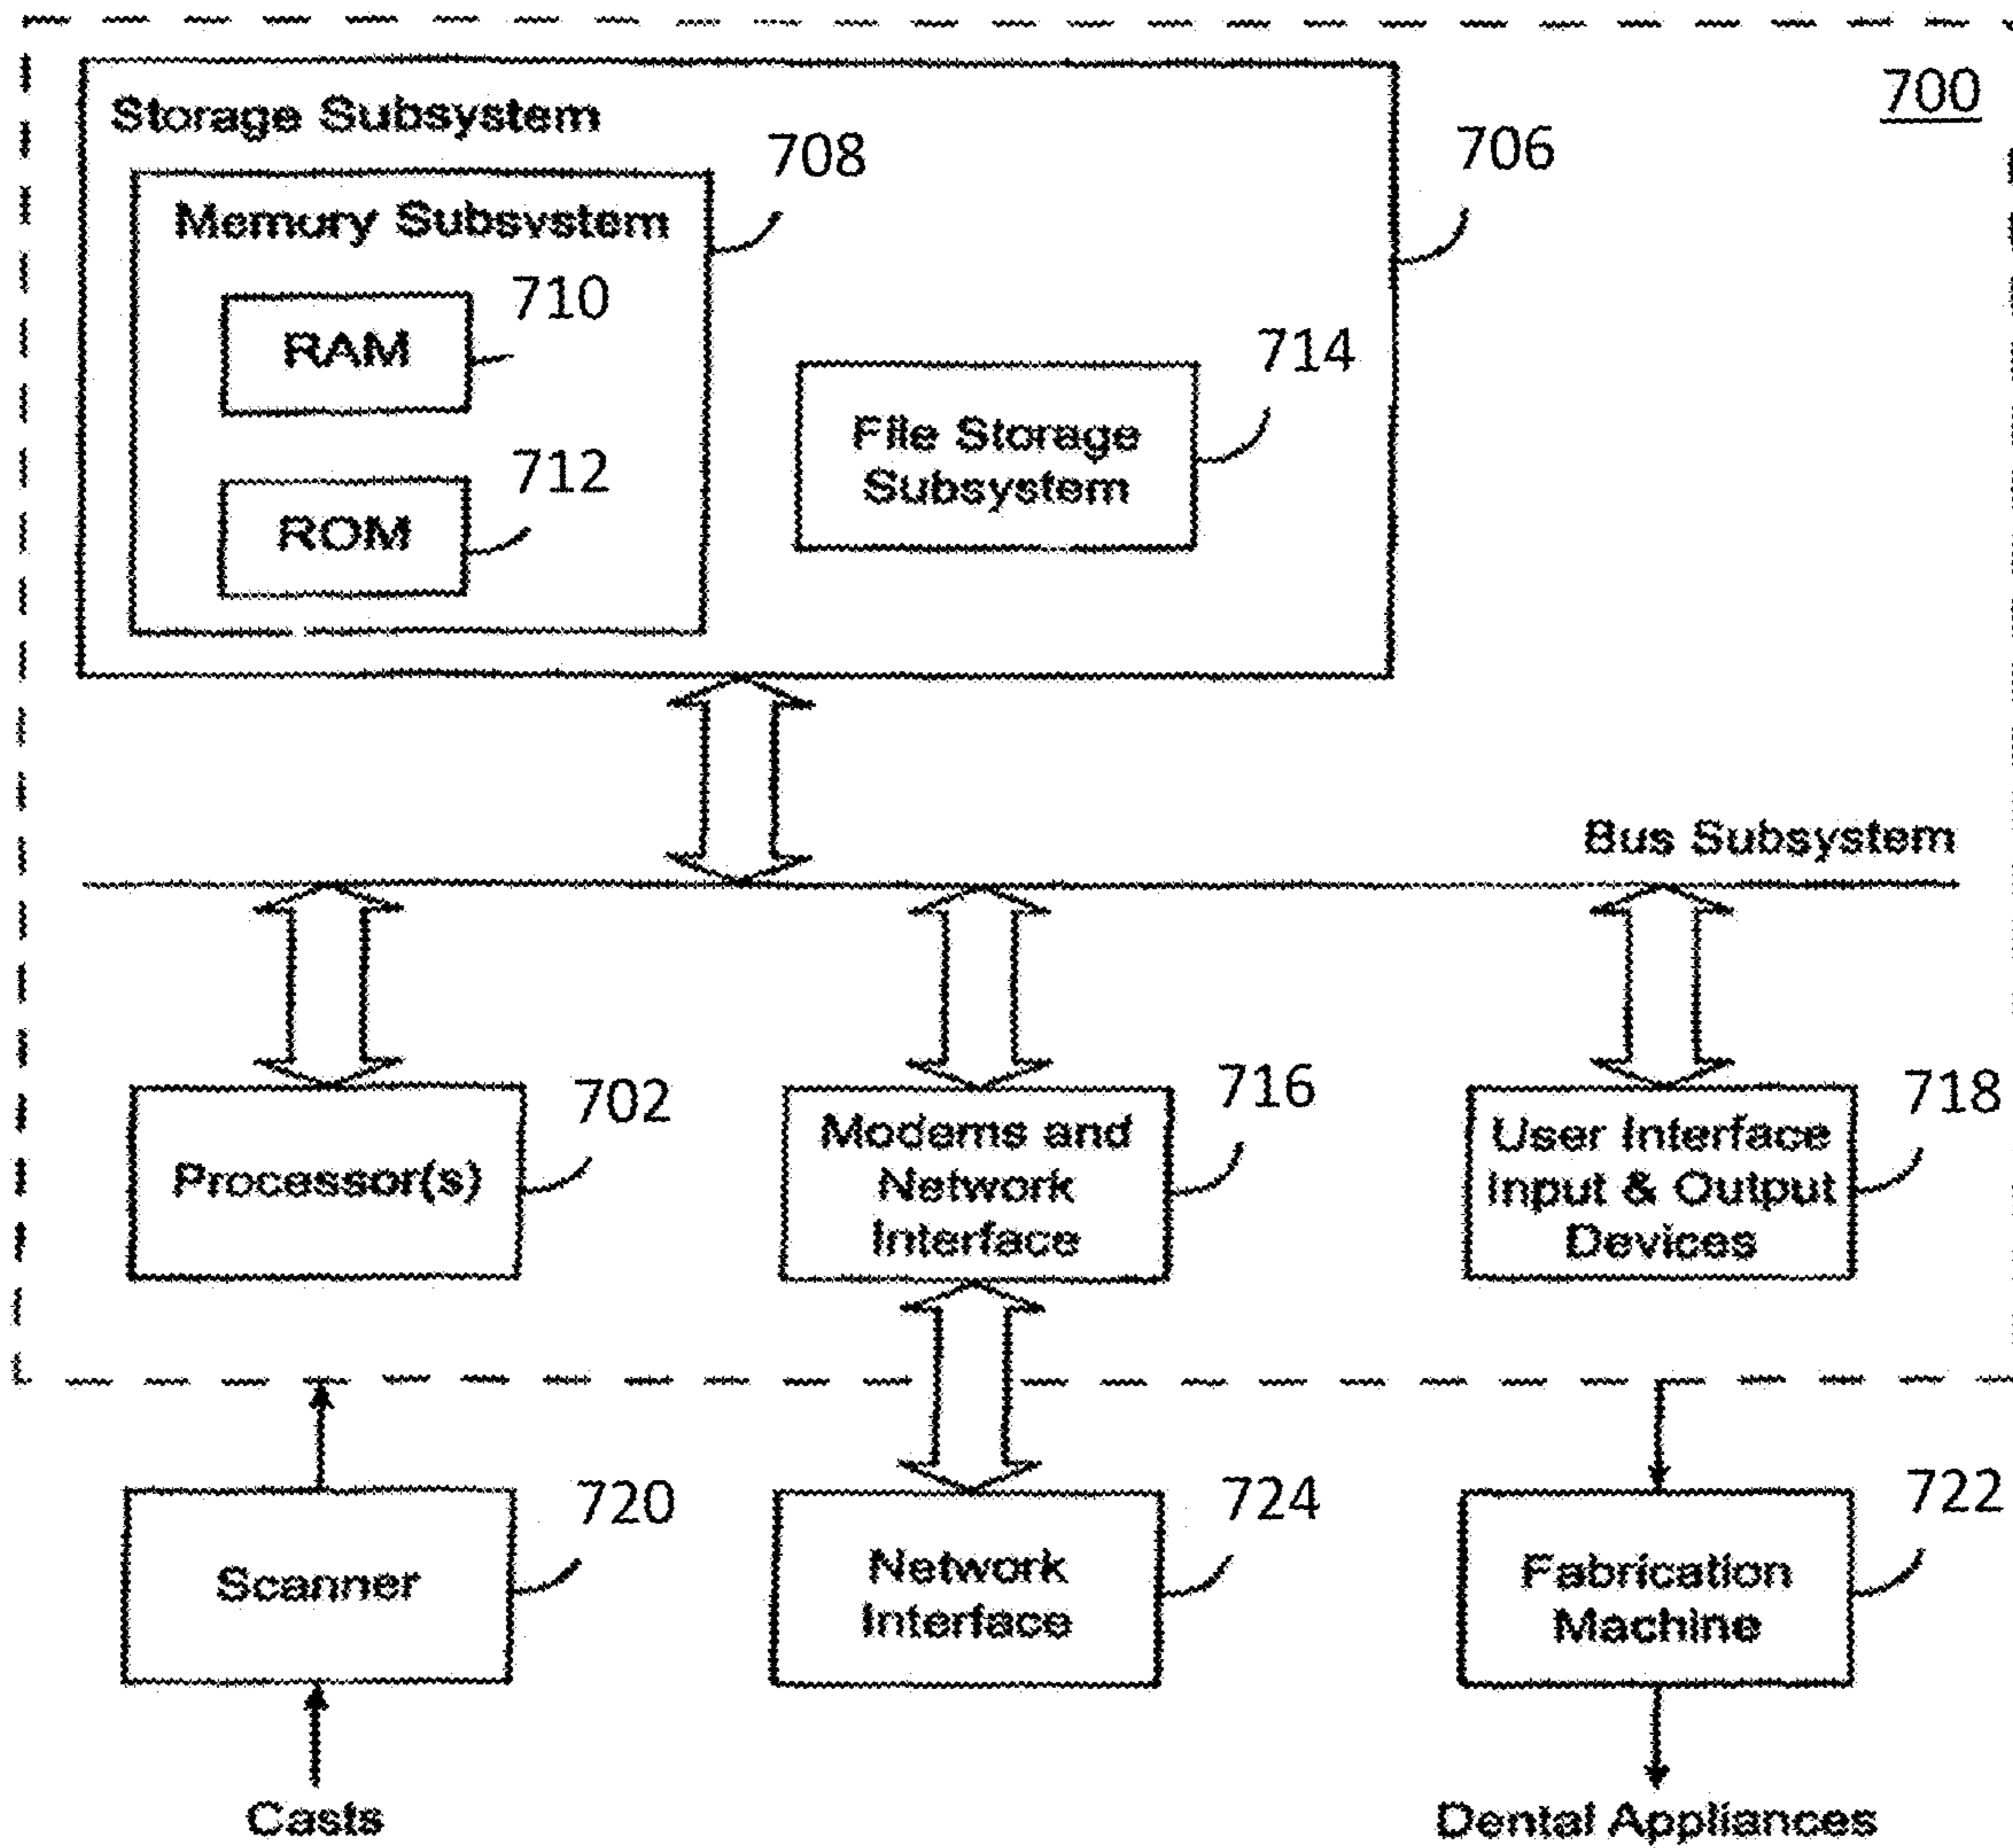 700
Storage Subsystem
706
708
Memory Subsystem
710
RAM
714
File Storage
Subsystem
712
ROM
Bus Subsystem
702
Processor(s)
716
Modems and
Network
Interface
718
User Interface
Input & Output
Devices
720
Scanner
724
Network
Interface
722
Fabrication
Machine
Casts
Dental Appliances